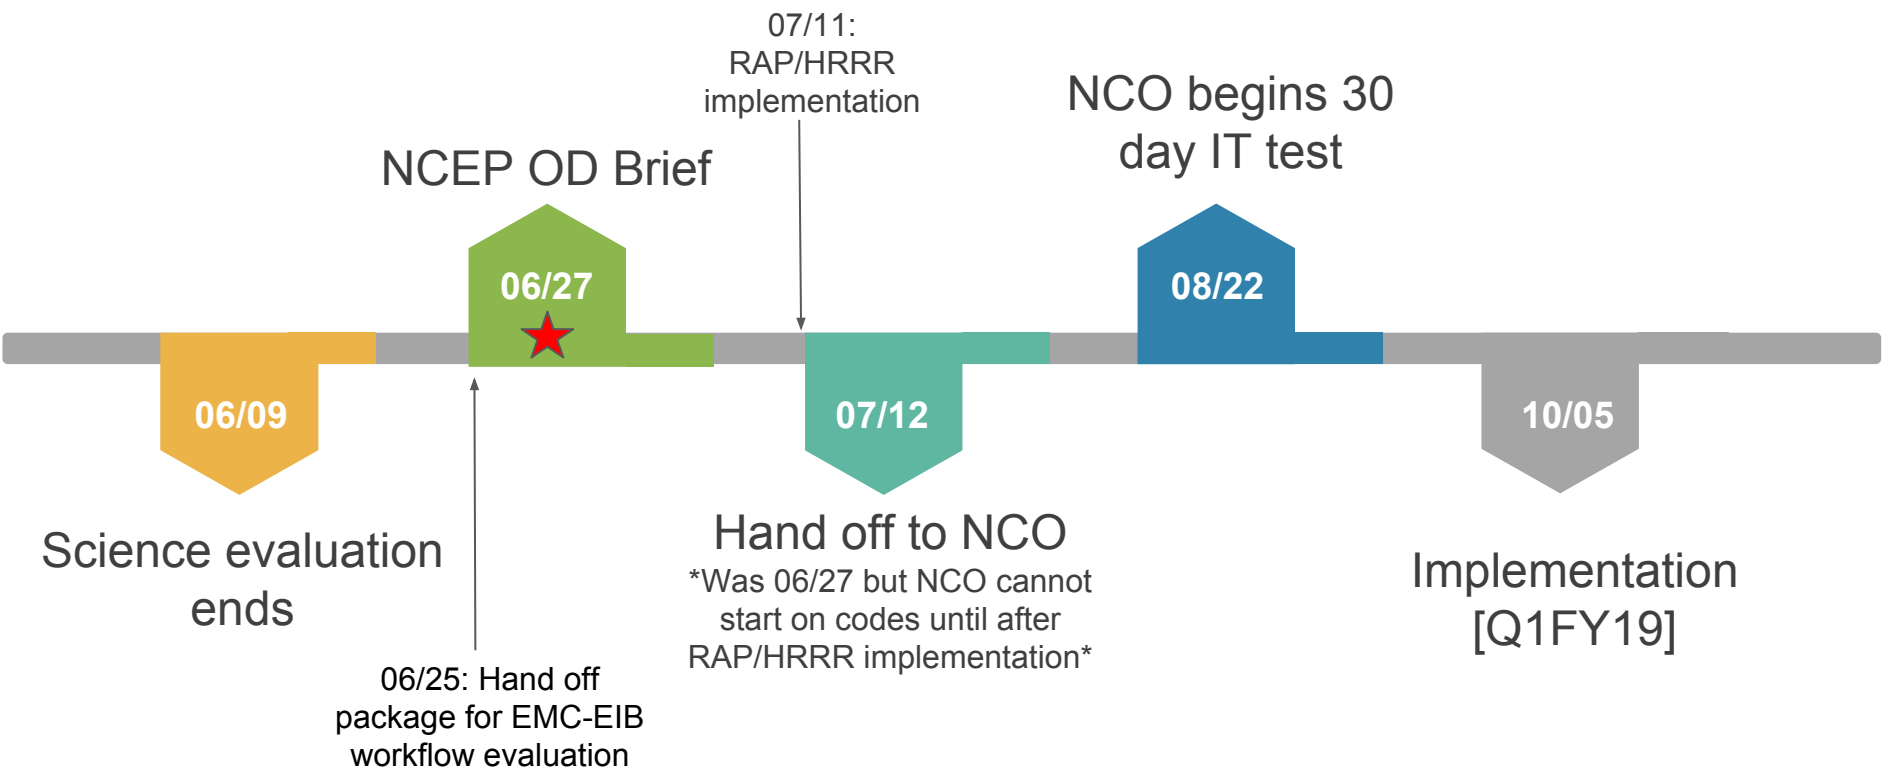 07/11:
RAP/HRRR
implementation
NCO begins 30
day IT test
NCEP OD Brief
06/27
08/22
06/09
07/12
10/05
Science evaluation
ends
Hand off to NCO
*Was 06/27 but NCO cannot
start on codes until after
RAP/HRRR implementation*
Implementation
[Q1FY19]
06/25: Hand off
package for EMC-EIB
workflow evaluation